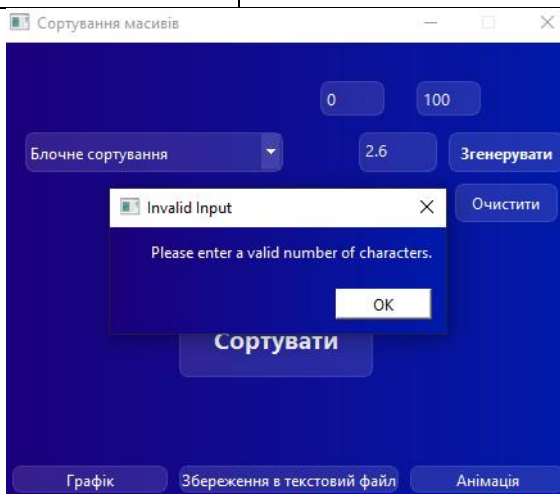 Сортування масивів
0
100
Блочне сортування
2.6
Згенерувати
Invalid Input
Очистити
Please enter a valid number of characters.
OK
Сортувати
Графік
Збереження в текстовий файл
Анімація